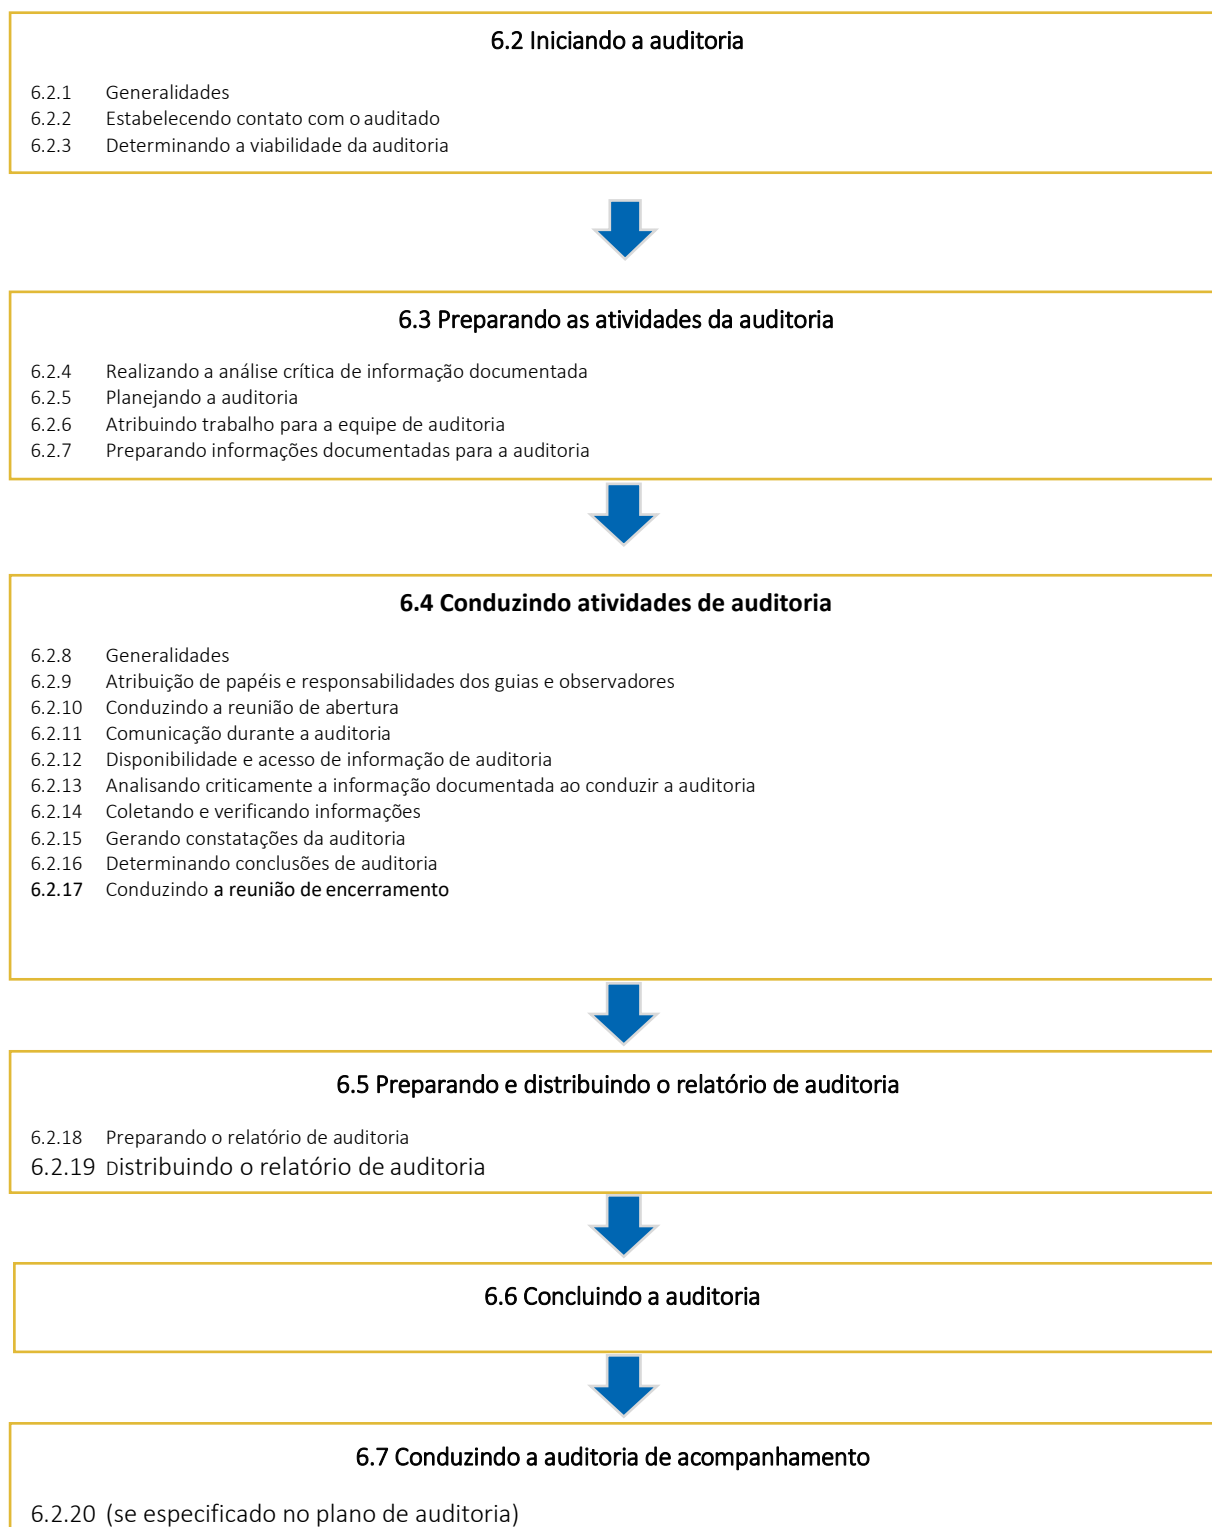 6.2 Iniciando a auditoria
6.2.1 Generalidades
6.2.2 Estabelecendo contato com o auditado
6.2.3 Determinando a viabilidade da auditoria
6.3 Preparando as atividades da auditoria
6.2.4 Realizando a análise crítica de informação documentada
6.2.5 Planejando a auditoria
6.2.6 Atribuindo trabalho para a equipe de auditoria
6.2.7 Preparando informações documentadas para a auditoria
6.4 Conduzindo atividades de auditoria
6.2.8 Generalidades
6.2.9 Atribuição de papéis e responsabilidades dos guias e observadores
6.2.10 Conduzindo a reunião de abertura
6.2.11 Comunicação durante a auditoria
6.2.12 Disponibilidade e acesso de informação de auditoria
6.2.13 Analisando criticamente a informação documentada ao conduzir a auditoria
6.2.14 Coletando e verificando informações
6.2.15 Gerando constatações da auditoria
6.2.16 Determinando conclusões de auditoria
6.2.17 Conduzindo a reunião de encerramento
6.5 Preparando e distribuindo o relatório de auditoria
6.2.18 Preparando o relatório de auditoria
6.2.19 Distribuindo o relatório de auditoria
6.6 Concluindo a auditoria
6.7 Conduzindo a auditoria de acompanhamento
6.2.20 (se especificado no plano de auditoria)